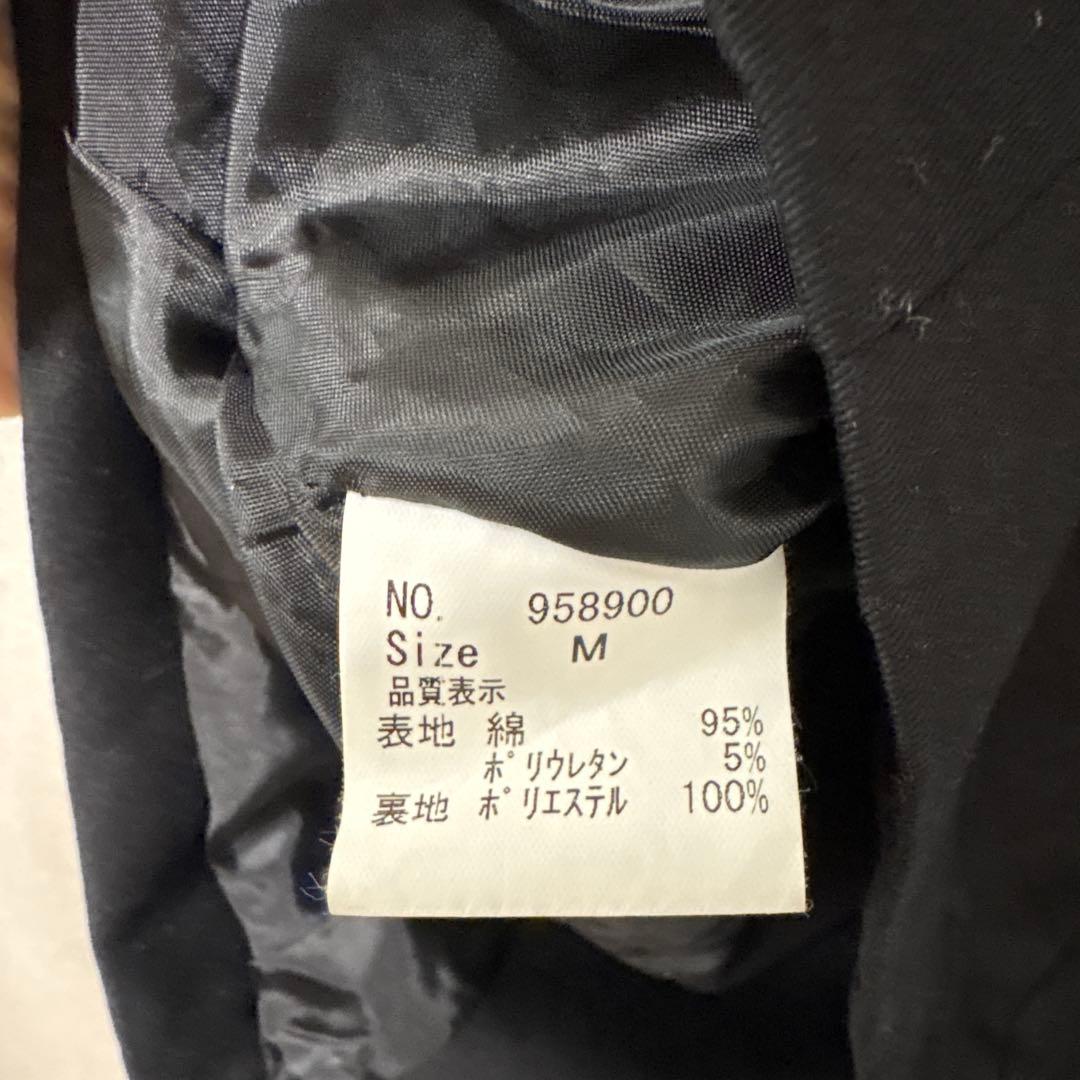 NO. 958900
Size M
品質表示
表地 綿 95%
ポリウレタン 5%
裏地 ポリエステル 100%